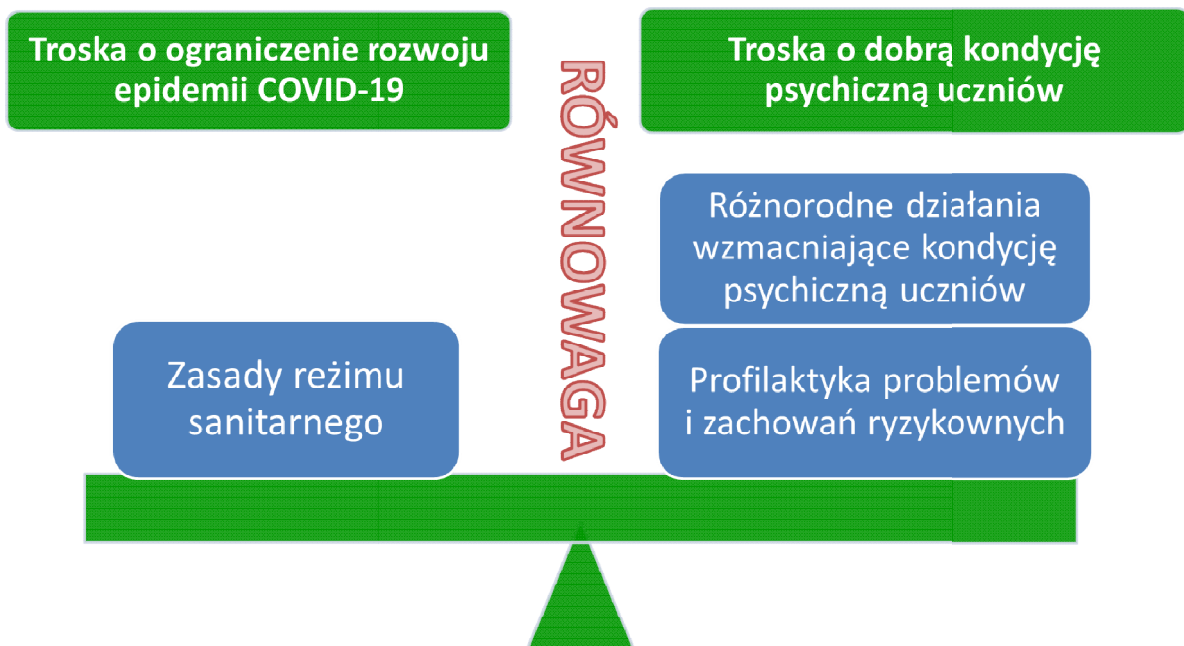 Troska o ograniczenie rozwoju
epidemii COVID-19
RÓWNOWAGA
Troska o dobrą kondycję
psychiczną uczniów
Różnorodne działania
wzmacniające kondycję
psychiczną uczniów
Zasady reżimu
sanitarnego
Profilaktyka problemów
i zachowań ryzykownych